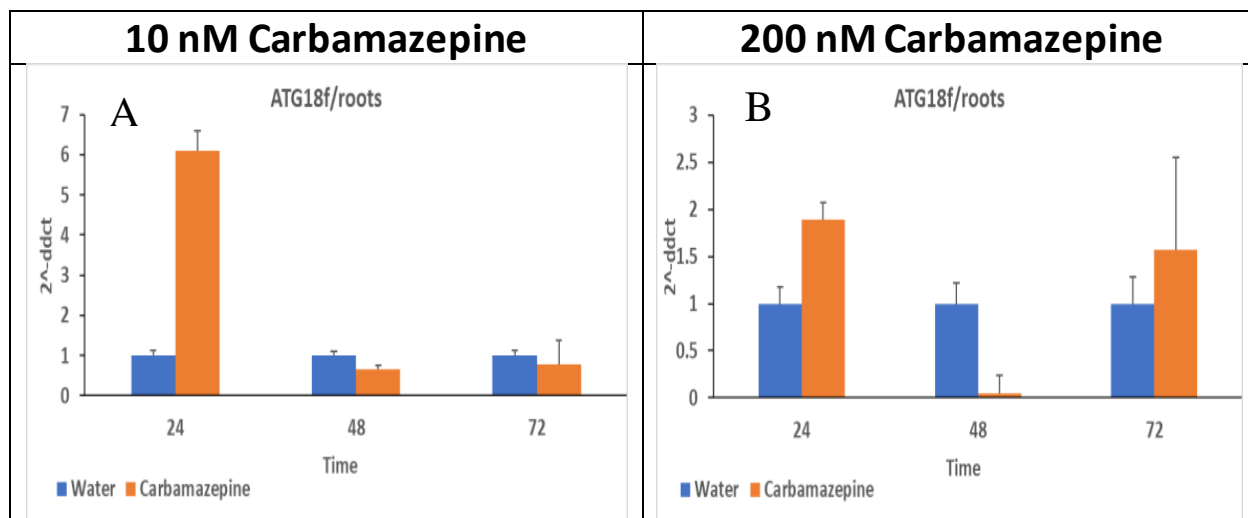 10 nM Carbamazepine
200 nM Carbamazepine
A
ATG18f/roots
7
6
5
4
3
2
1
0
2^-ddct
24 48 72
Time
Water Carbamazepine
B
ATG18f/roots
3
2.5
2
1.5
1
0.5
0
2^-ddct
24 48 72
Time
Water Carbamazepine